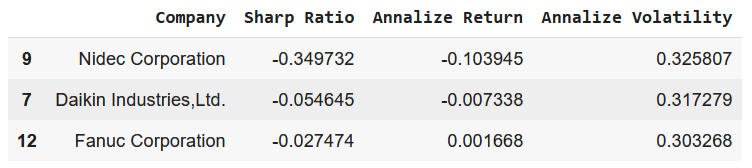 Company Sharp Ratio Annalize Return Annalize Volatility
9 Nidec Corporation -0.349732 -0.103945 0.325807
7 Daikin Industries,Ltd. -0.054645 -0.007338 0.317279
12 Fanuc Corporation -0.027474 0.001668 0.303268